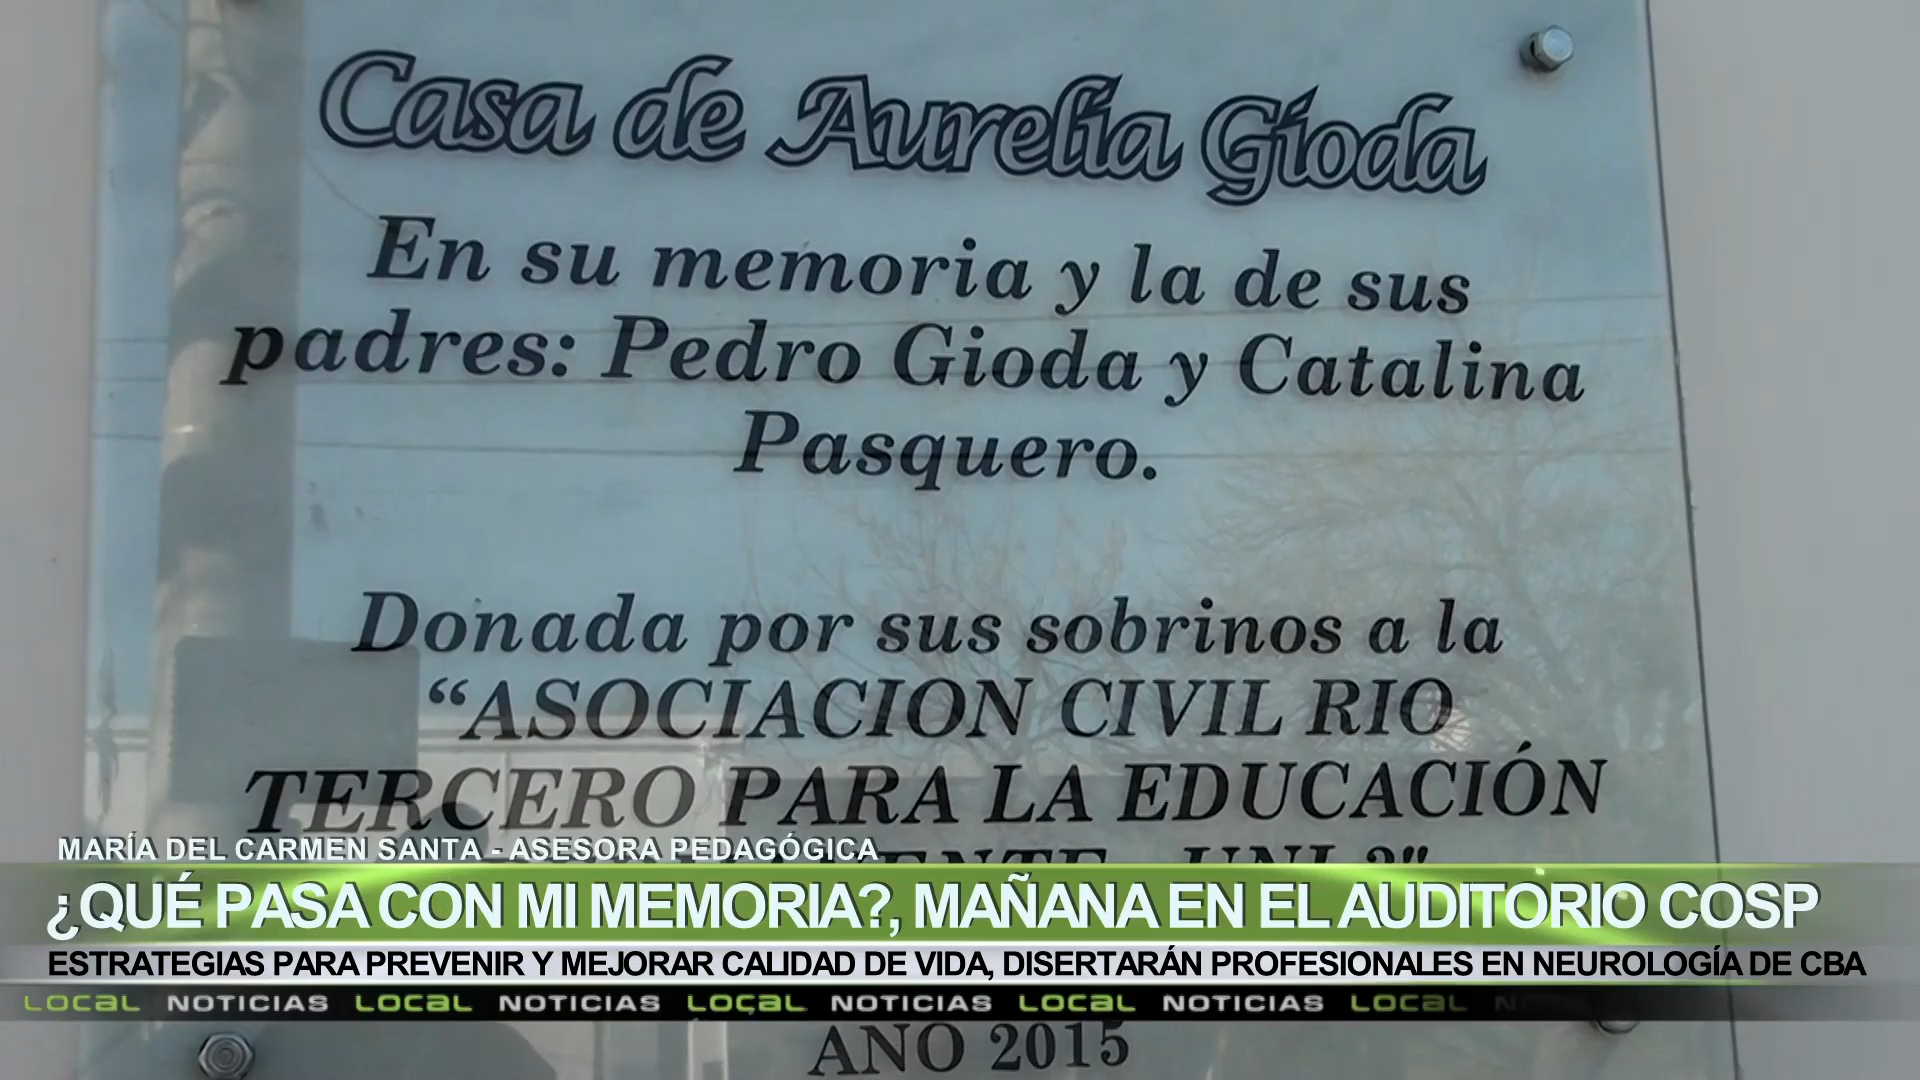 Casa de Aurelia Gioda
En su memoria y la de sus
padres: Pedro Gioda y Catalina
Pasquero.
Donada por sus sobrinos a la
“ASOCIACION CIVIL RIO
TERCERO PARA LA EDUCACIÓN
MARÍA DEL CARMEN SANTA - ASESORA PEDAGÓGICA
¿QUÉ PASA CON MI MEMORIA?, MAÑANA EN EL AUDITORIO COSP
ESTRATEGIAS PARA PREVENIR Y MEJORAR CALIDAD DE VIDA, DISERTARÁN PROFESIONALES EN NEUROLOGÍA DE CBA
LOCAL NOTICIAS LOCAL NOTICIAS LOCAL NOTICIAS LOCAL NOTICIAS LOCAL
AÑO 2015